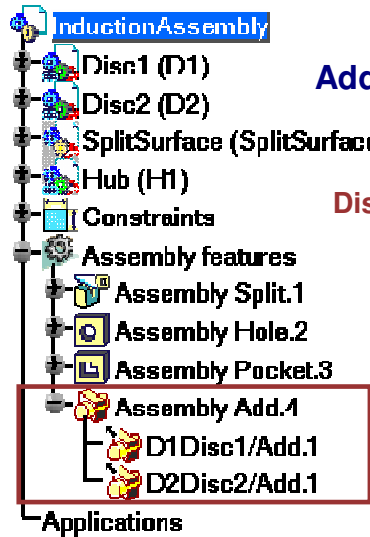 InductionAssembly
Disc1 (D1)
Add
Disc2 (D2)
SplitSurface (SplitSurface
Hub (H1)
Dis
Constraints
Assembly features
Assembly Split.1
Assembly Hole.2
Assembly Pocket.3
Assembly Add.4
D1Disc1/Add.1
D2Disc2/Add.1
Applications